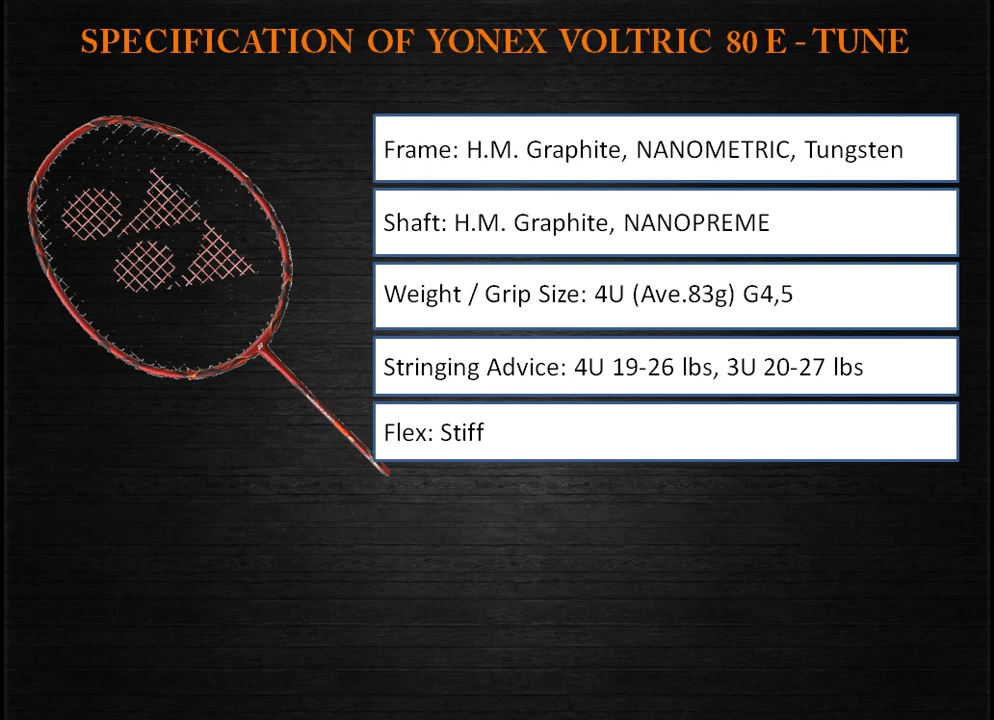 SPECIFICATION OF YONEX VOLTRIC 80 E - TUNE
Frame: H.M. Graphite, NANOMETRIC, Tungsten
Shaft: H.M. Graphite, NANOPREME
Weight / Grip Size: 4U (Ave.83g) G4,5
Stringing Advice: 4U 19-26 lbs, 3U 20-27 lbs
Flex: Stiff